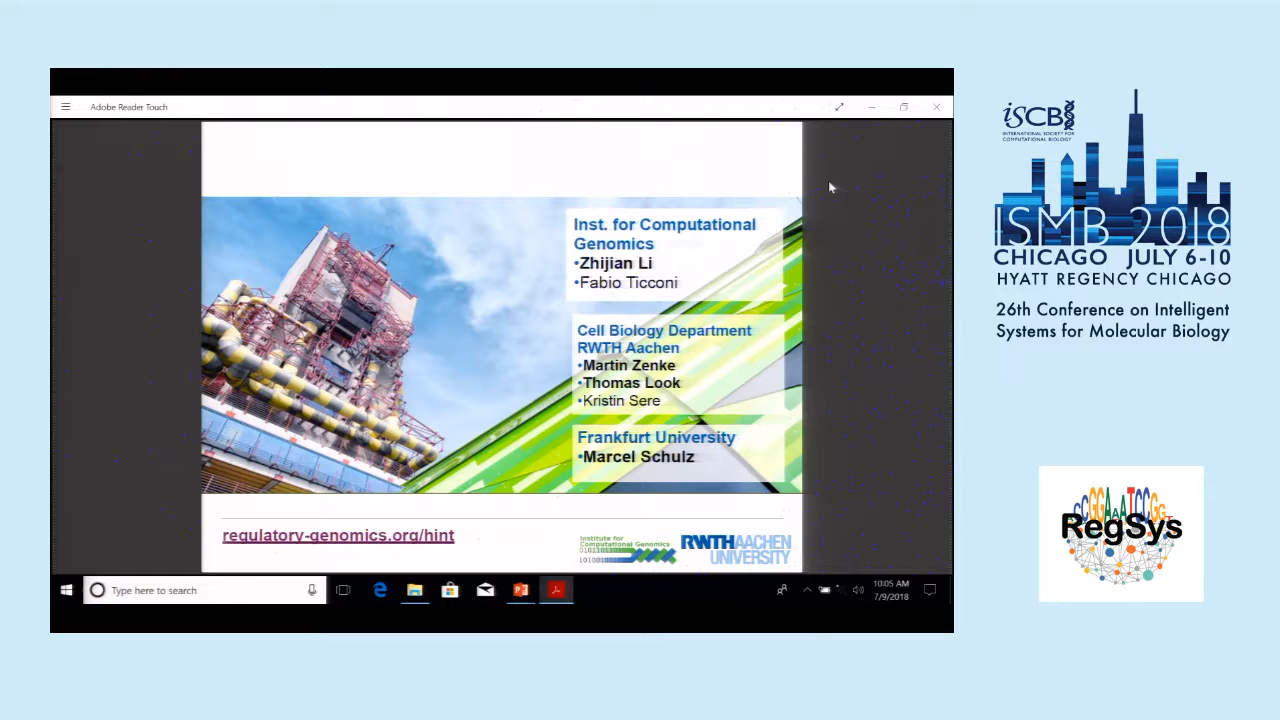 Adobe Reader Touch
Inst. for Computational
Genomics
•Zhijian Li
•Fabio Ticconi
Cell Biology Department
RWTH Aachen
•Martin Zenke
•Thomas Look
•Kristin Sere
Frankfurt University
•Marcel Schulz
regulatory-genomics.org/hint
Institute for
Computational Genomics
RWTHAACHEN
UNIVERSITY
Type here to search
10:05 AM
7/9/2018
iSCB
INTERNATIONAL SOCIETY FOR
COMPUTATIONAL BIOLOGY
ISMB 2018
CHICAGO JULY 6-10
HYATT REGENCY CHICAGO
26th Conference on Intelligent
Systems for Molecular Biology
RegSys